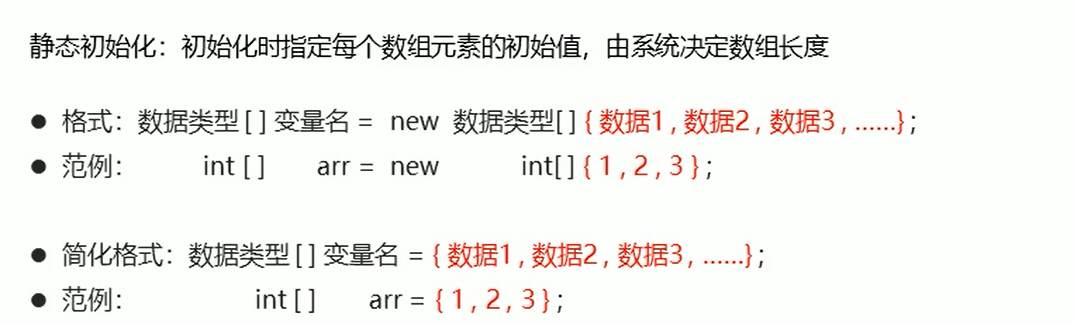 静态初始化：初始化时指定每个数组元素的初始值，由系统决定数组长度
● 格式：数据类型 [ ] 变量名 = new 数据类型[] { 数据1 , 数据2 , 数据3 , ……} ;
● 范例： int [ ] arr = new int[] { 1 , 2 , 3 } ;
● 简化格式：数据类型 [ ] 变量名 = { 数据1 , 数据2 , 数据3 , ……} ;
● 范例： int [ ] arr = { 1 , 2 , 3 } ;